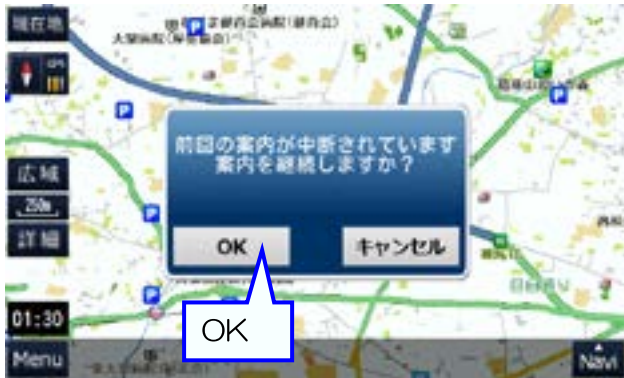 現在地
前回の案内が中断されています
案内を継続しますか？
広域
250m
詳細
OK
キャンセル
OK
01:30
Menu
Navi